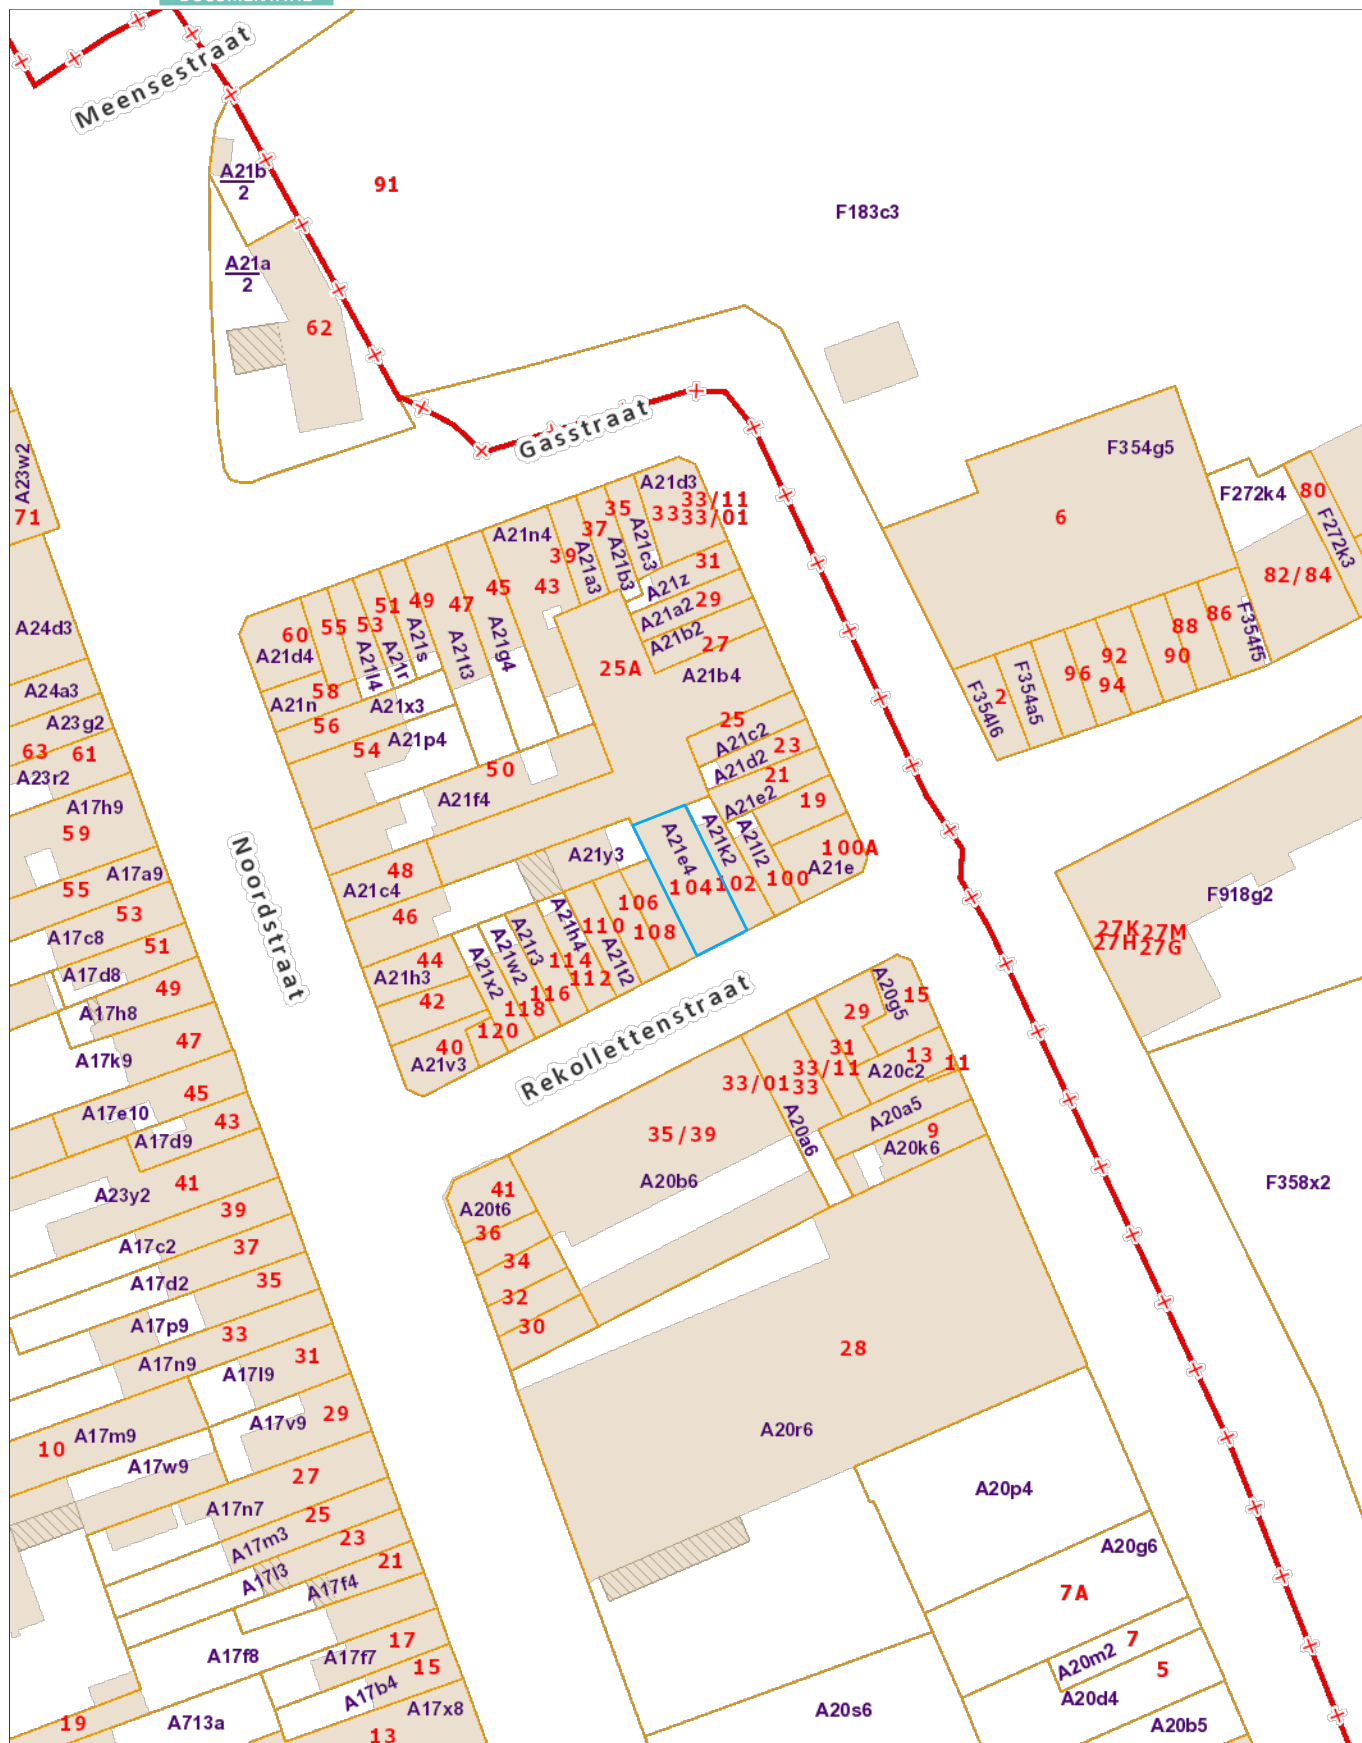 Meensestraat
A21b
2
91
F183c3
A21a
2
62
Gasstraat
A23w2
71
A21d3
33/11
33
33/01
35
A21c3
37
A21b3
39
A21a3
A21n4
43
31
A21z
29
A21a2
A21b2
27
A21b4
25A
45
A21g4
47
A21t3
49
A21s
51
A21r
53
A21l4
55
60
A21d4
58
A21n
56
A21x3
54
A21p4
50
A21f4
25
A21c2
23
A21d2
21
A21e2
19
A21l2
100A
A21e
100
A21k2
102
A21e4
104
A21y3
106
108
110
A21t2
A21h4
112
114
A21r3
116
A21w2
118
A21x2
120
48
A21c4
46
44
A21h3
42
40
A21v3
Noordstraat
Rekollettenstraat
F354g5
6
F272k4
80
F272k3
82/84
F354f5
86
88
90
92
94
96
F354a5
2
F354l6
F918g2
27K
27M
27H
27G
F358x2
A24d3
A24a3
A23g2
63
61
A23r2
A17h9
59
A17a9
55
53
A17c8
51
A17d8
49
A17h8
47
A17k9
45
A17e10
43
A17d9
41
A23y2
39
A17c2
37
A17d2
35
A17p9
33
A17n9
31
A17l9
29
A17v9
A17m9
10
A17w9
27
A17n7
25
A17m3
23
A17l3
21
A17f4
17
A17f8
A17f7
15
A17b4
A17x8
19
A713a
13
A20g5
15
29
31
13
11
A20c2
33/11
33/01
33
A20a6
A20a5
9
A20k6
35/39
A20b6
41
A20t6
36
34
32
30
28
A20r6
A20p4
A20g6
7A
7
A20m2
5
A20d4
A20s6
A20b5